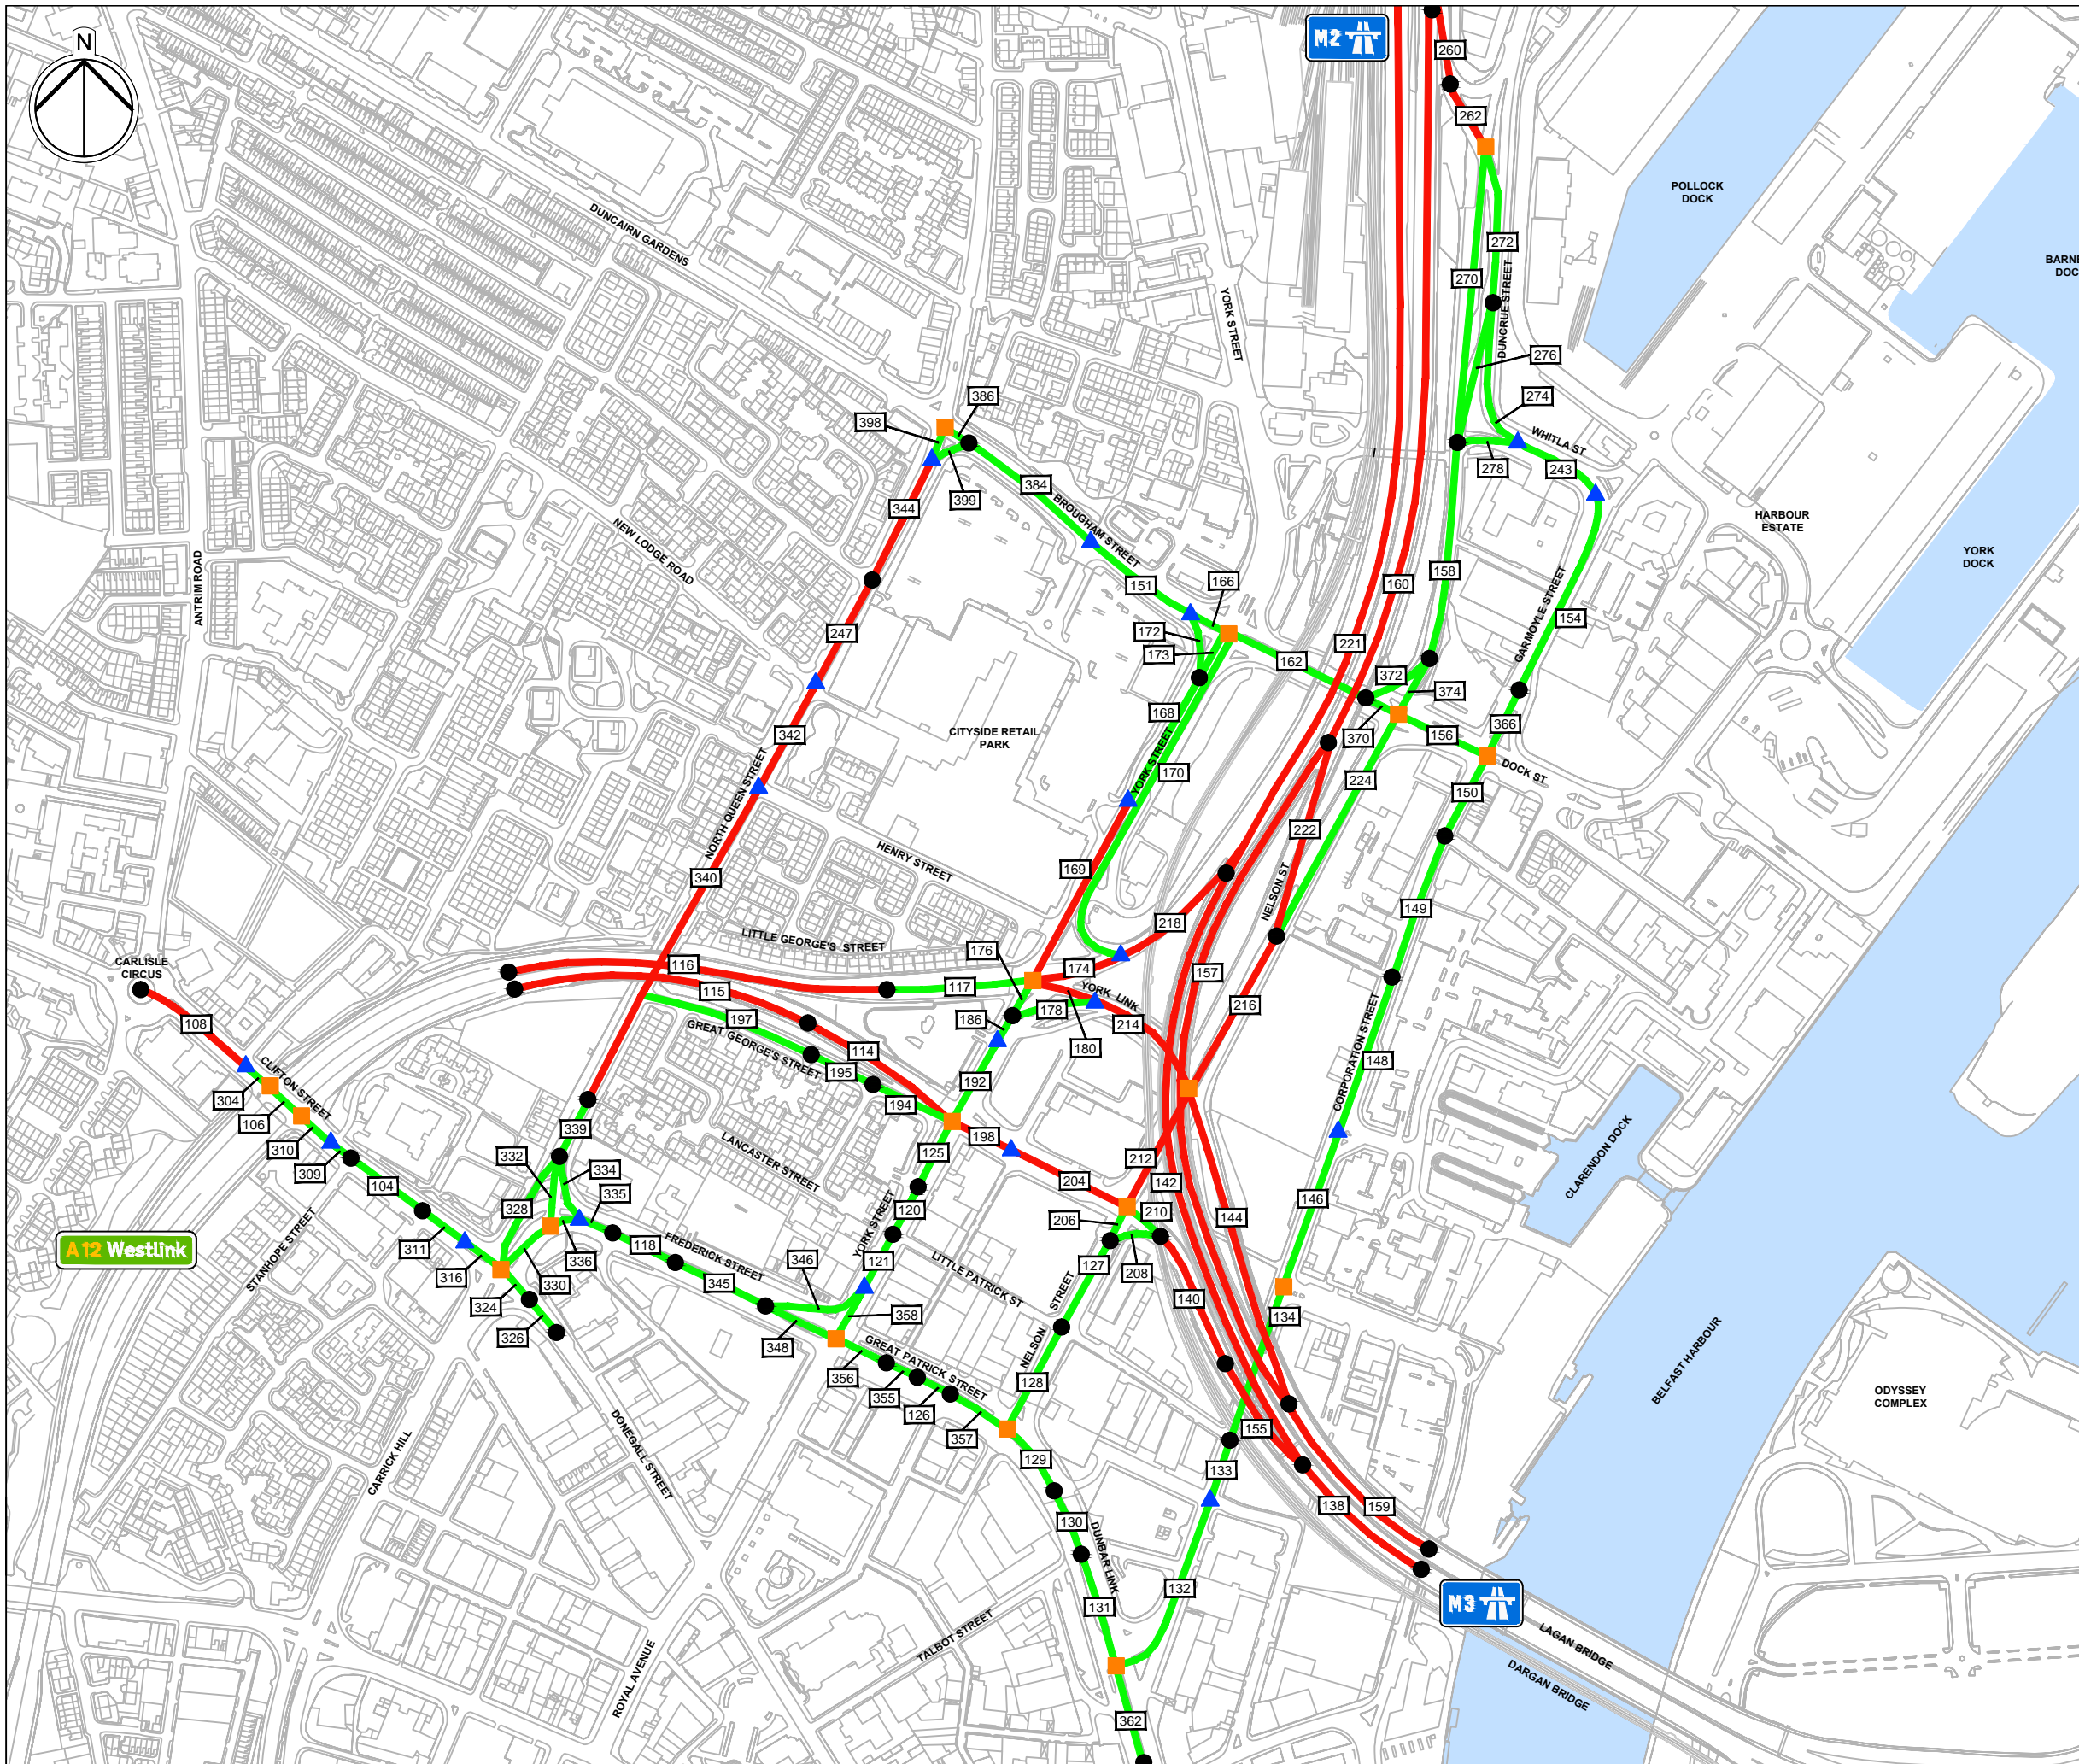 N
M2
260
262
POLLOCK
DOCK
DUNCAIRN GARDENS
272
BARNE
DOC
270
YORK STREET
DUNCRUE STREET
276
386
274
398
WHITLA ST
278
243
384
399
344
BROUGHAM STREET
HARBOUR
ESTATE
NEW LODGE ROAD
YORK
DOCK
ANTRIM ROAD
151
166
158
160
GARMOYLE STREET
154
172
247
221
173
162
372
374
168
366
342
CITYSIDE RETAIL
PARK
370
156
YORK STREET
170
DOCK ST
224
150
NORTH QUEEN STREET
222
HENRY STREET
169
340
NELSON ST
149
218
LITTLE GEORGE'S STREET
176
CARLISLE
CIRCUS
116
174
157
117
115
YORK LINK
216
178
197
186
214
108
GREAT GEORGE'S STREET
180
114
CORPORATION STREET
148
CLIFTON STREET
195
192
304
194
106
339
198
310
LANCASTER STREET
125
332
212
309
334
204
142
CLARENDON DOCK
104
335
146
328
120
210
STANHOPE STREET
206
144
A12 Westlink
311
FREDERICK STREET
118
YORK STREET
336
346
121
LITTLE PATRICK ST
127
208
316
330
345
140
324
358
STREET
134
326
348
GREAT PATRICK STREET
NELSON
BELFAST HARBOUR
356
128
355
ODYSSEY
COMPLEX
126
155
357
DONEGALL STREET
CARRICK HILL
129
133
138
159
130
DUNBAR LINK
132
M3
131
TALBOT STREET
LAGAN BRIDGE
ROYAL AVENUE
DARGAN BRIDGE
362